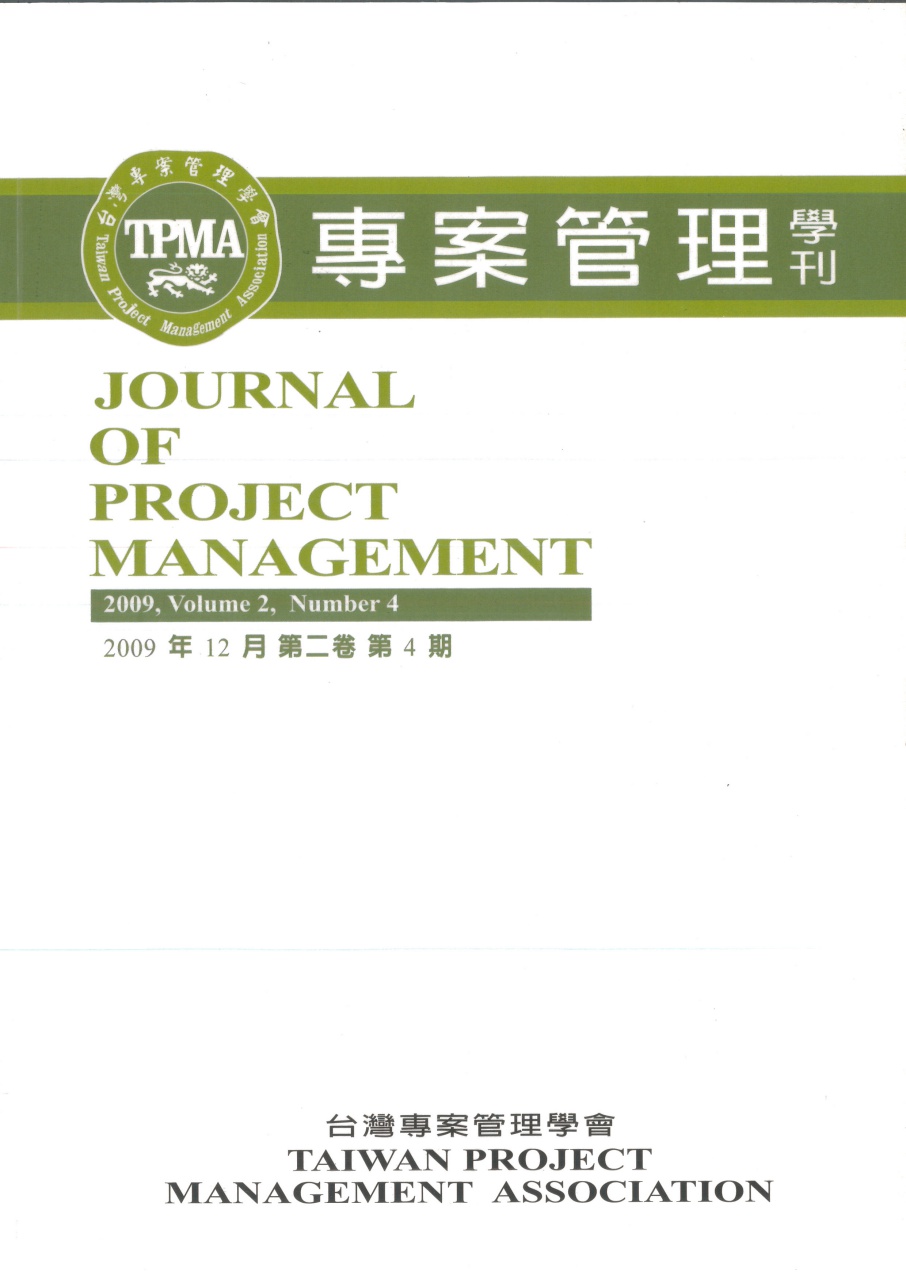 台灣專案管理學會
TPMA
Taiwan Project Management Association
專案管理學刊
JOURNAL
OF
PROJECT
MANAGEMENT
2009, Volume 2, Number 4
2009 年 12 月 第二卷 第 4 期
台灣專案管理學會
TAIWAN PROJECT
MANAGEMENT ASSOCIATION